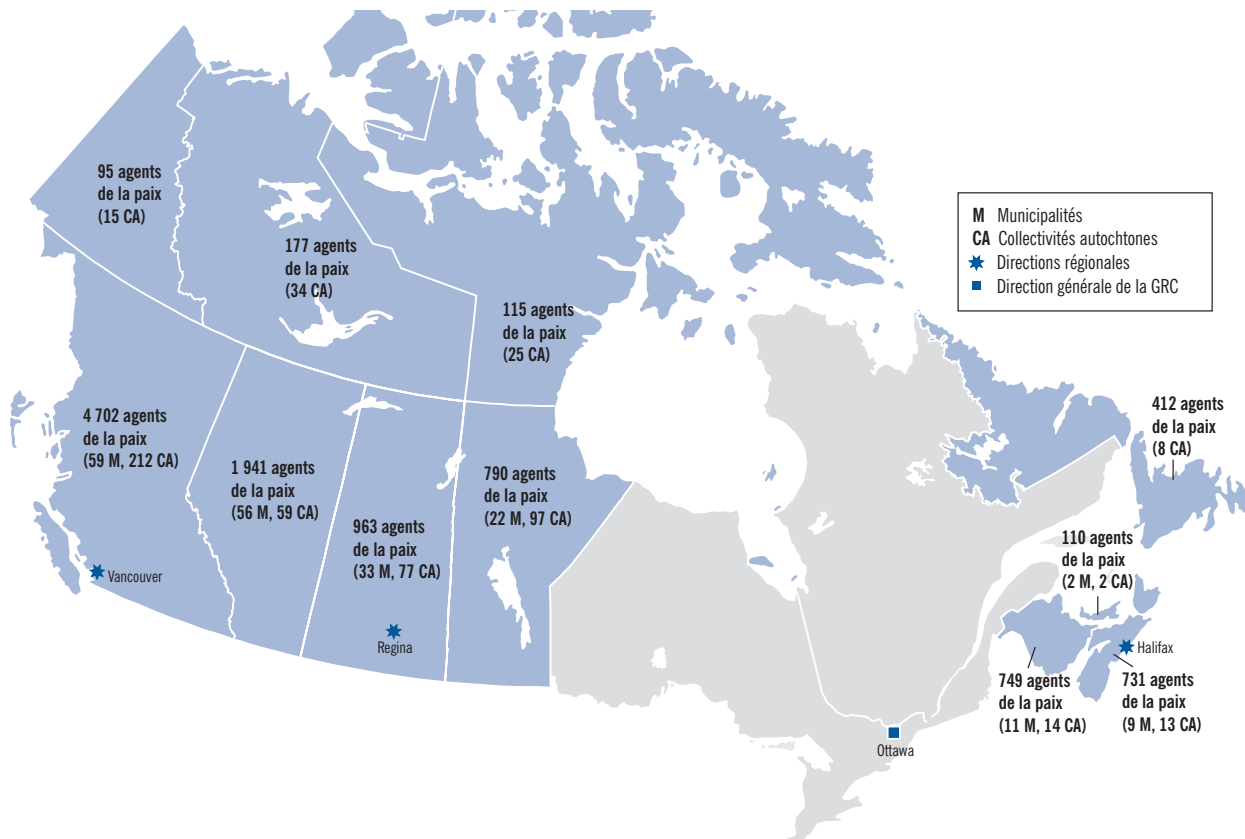 95 agents
de la paix
(15 CA)
177 agents
de la paix
(34 CA)
115 agents
de la paix
(25 CA)
M Municipalités
CA Collectivités autochtones
Directions régionales
Direction générale de la GRC
4 702 agents
de la paix
(59 M, 212 CA)
1 941 agents
de la paix
(56 M, 59 CA)
963 agents
de la paix
(33 M, 77 CA)
790 agents
de la paix
(22 M, 97 CA)
412 agents
de la paix
(8 CA)
110 agents
de la paix
(2 M, 2 CA)
749 agents
de la paix
(11 M, 14 CA)
731 agents
de la paix
(9 M, 13 CA)
Vancouver
Regina
Halifax
Ottawa